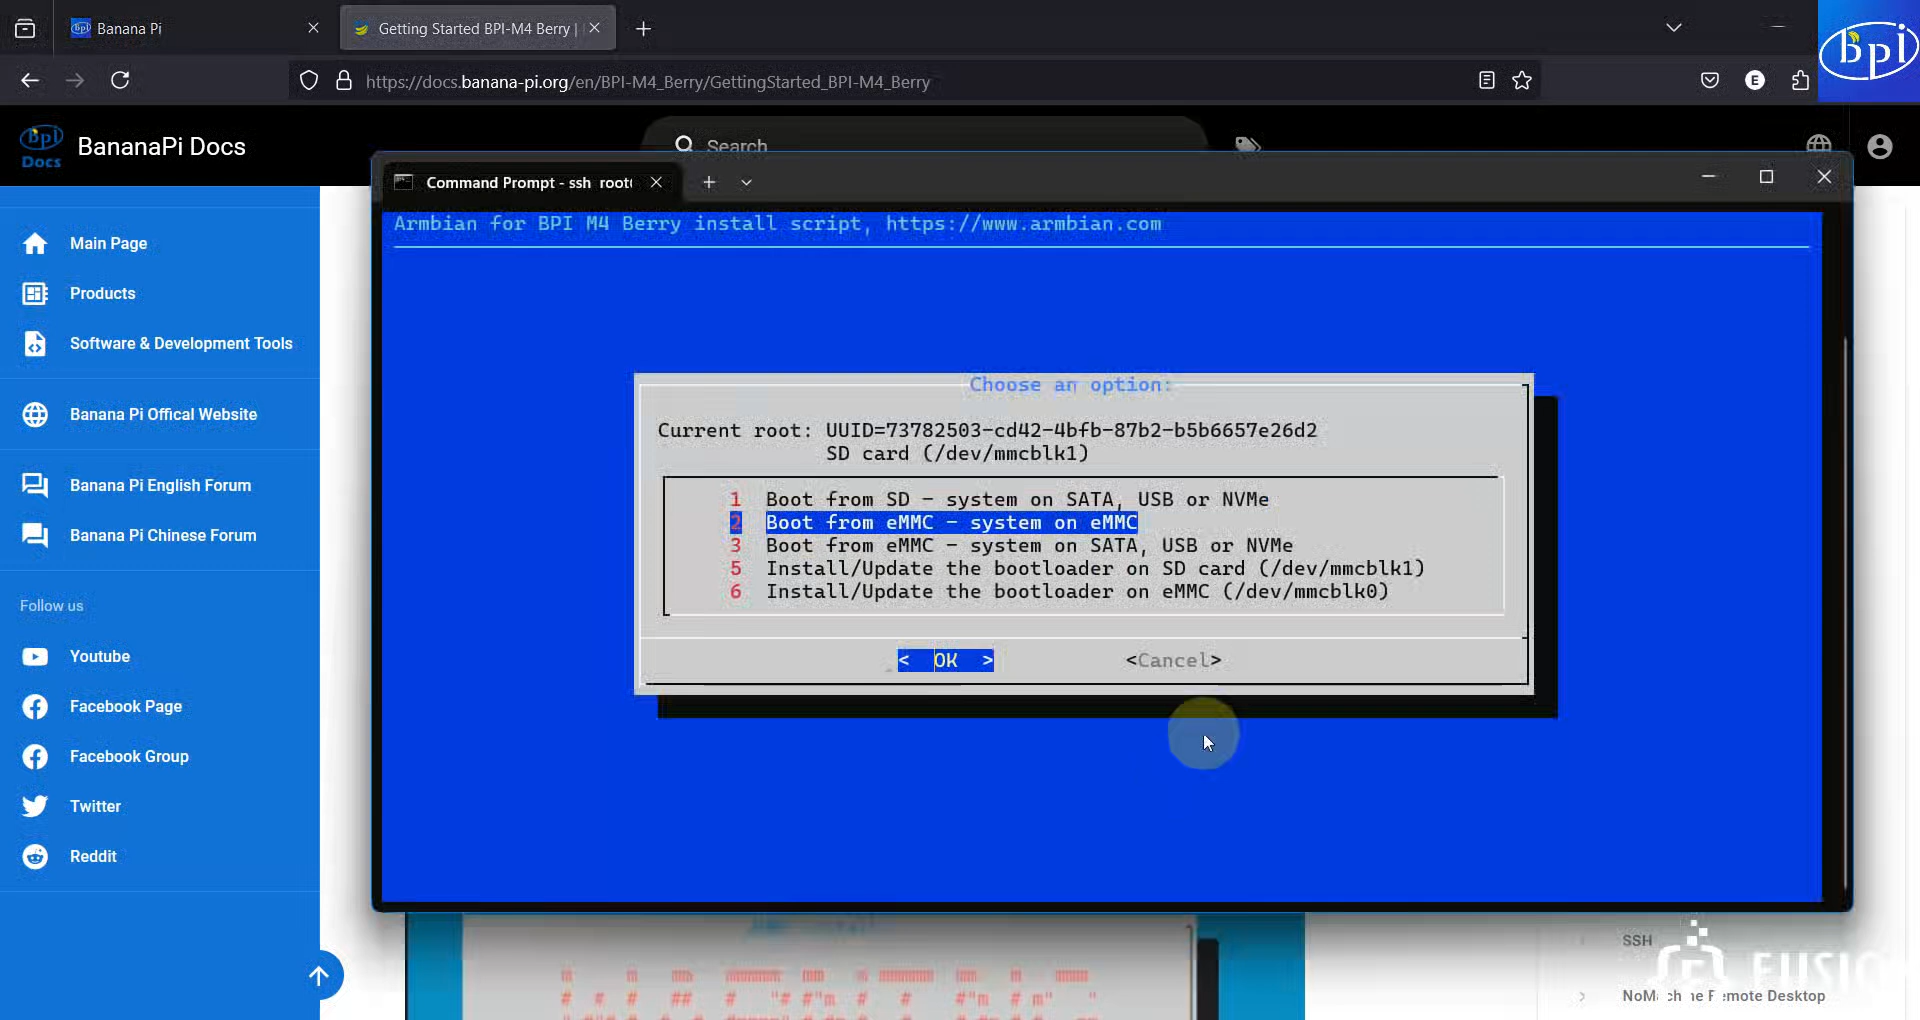 Banana Pi
Getting Started BPI-M4 Berry |
bpi
https://docs.banana-pi.org/en/BPI-M4_Berry/GettingStarted_BPI-M4_Berry
E
bpi
Docs
BananaPi Docs
Search
Command Prompt - ssh root
Armbian for BPI M4 Berry install script, https://www.armbian.com
Main Page
Products
Software & Development Tools
Banana Pi Offical Website
Banana Pi English Forum
Banana Pi Chinese Forum
Follow us
Youtube
Facebook Page
Facebook Group
Twitter
Reddit
Choose an option:
Current root: UUID=73782503-cd42-4bfb-87b2-b5b6657e26d2
SD card (/dev/mmcblk1)
1 Boot from SD - system on SATA, USB or NVMe
2 Boot from eMMC - system on eMMC
3 Boot from eMMC - system on SATA, USB or NVMe
5 Install/Update the bootloader on SD card (/dev/mmcblk1)
6 Install/Update the bootloader on eMMC (/dev/mmcblk0)
< OK > <Cancel>
SSH
NoMachine Remote Desktop